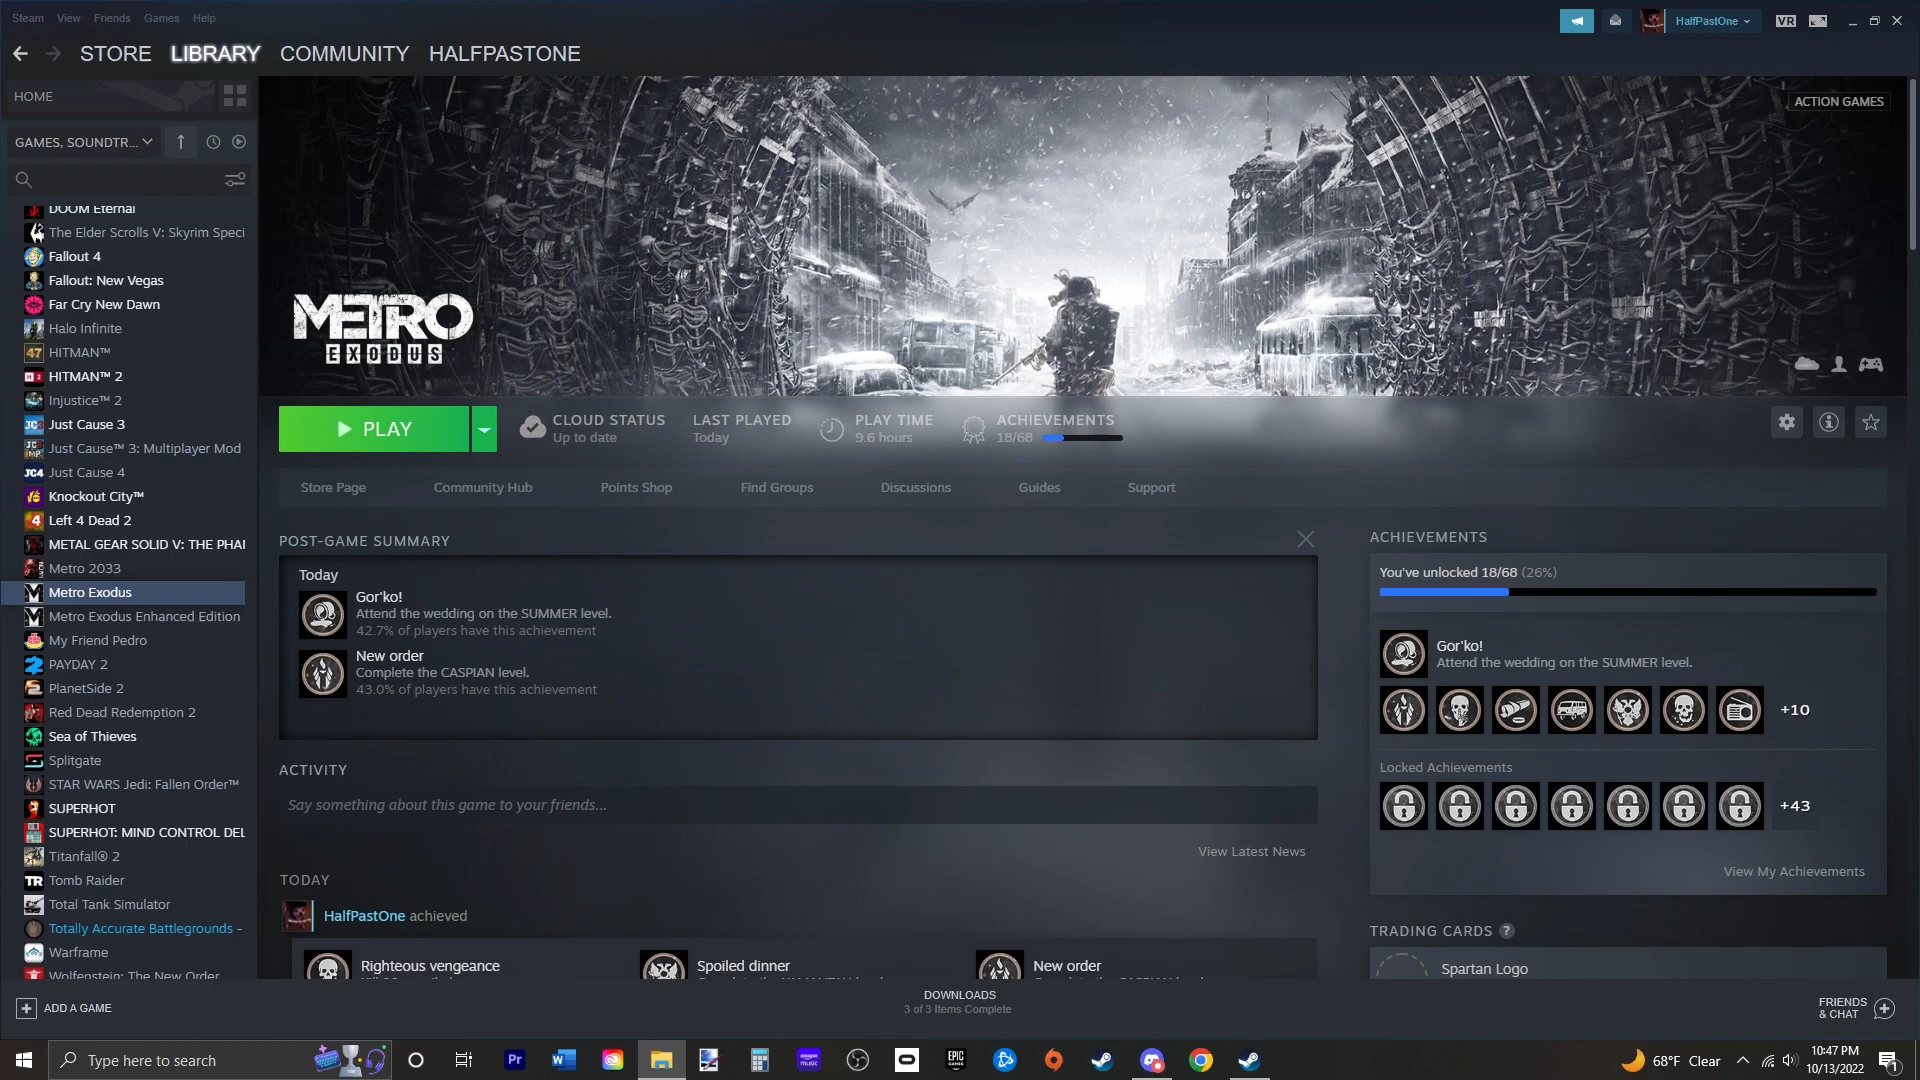 Steam View Friends Games Help
HalfPastOne
VR
STORE LIBRARY COMMUNITY HALFPASTONE
HOME
GAMES, SOUNDTR...
DOOM Eternal
The Elder Scrolls V: Skyrim Speci
Fallout 4
Fallout: New Vegas
Far Cry New Dawn
Halo Infinite
HITMAN™
HITMAN™ 2
Injustice™ 2
Just Cause 3
Just Cause™ 3: Multiplayer Mod
Just Cause 4
Knockout City™
Left 4 Dead 2
METAL GEAR SOLID V: THE PHAN
Metro 2033
Metro Exodus
Metro Exodus Enhanced Edition
My Friend Pedro
PAYDAY 2
PlanetSide 2
Red Dead Redemption 2
Sea of Thieves
Splitgate
STAR WARS Jedi: Fallen Order™
SUPERHOT
SUPERHOT: MIND CONTROL DEL
Titanfall® 2
Tomb Raider
Total Tank Simulator
Totally Accurate Battlegrounds -
Warframe
Wolfenstein: The New Order
ACTION GAMES
METRO
EXODUS
PLAY
CLOUD STATUS
Up to date
LAST PLAYED
Today
PLAY TIME
9.6 hours
ACHIEVEMENTS
18/68
Store Page Community Hub Points Shop Find Groups Discussions Guides Support
POST-GAME SUMMARY
Today
Gor'ko!
Attend the wedding on the SUMMER level.
42.7% of players have this achievement
New order
Complete the CASPIAN level.
43.0% of players have this achievement
ACTIVITY
Say something about this game to your friends...
View Latest News
TODAY
HalfPastOne achieved
Righteous vengeance
Spoiled dinner
New order
ACHIEVEMENTS
You've unlocked 18/68 (26%)
Gor'ko!
Attend the wedding on the SUMMER level.
+10
Locked Achievements
+43
View My Achievements
TRADING CARDS ?
Spartan Logo
ADD A GAME
DOWNLOADS
3 of 3 Items Complete
FRIENDS
& CHAT
Type here to search
68°F Clear
10:47 PM
10/13/2022
1